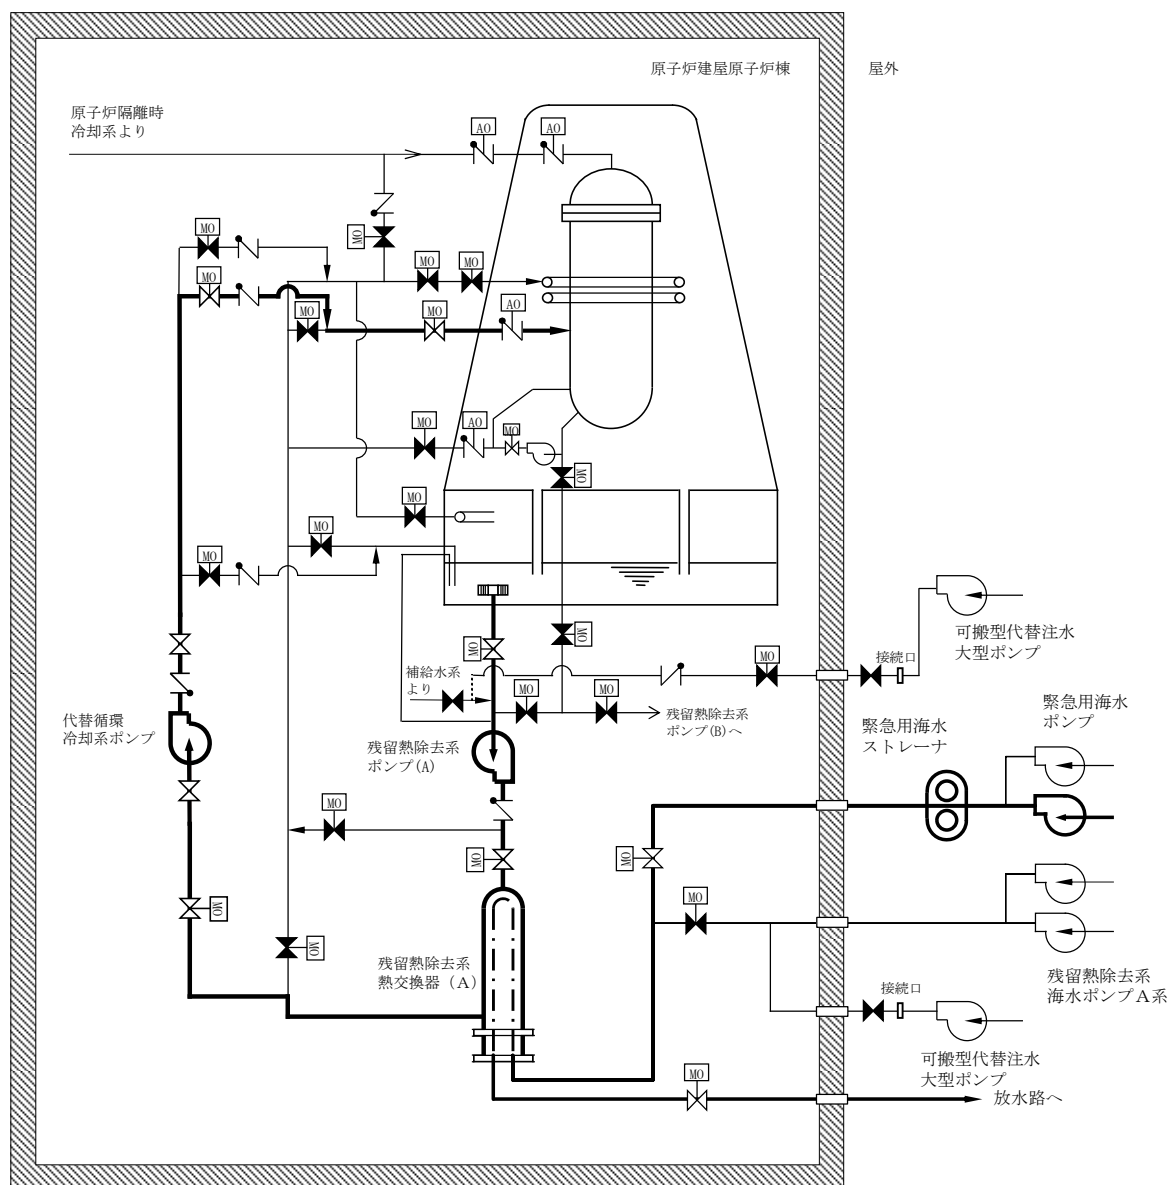 原子炉建屋原子炉棟
屋外
原子炉隔離時
冷却系より
AO
AO
MO
MO
MO
MO
MO
MO
MO
AO
MO
AO
MO
MO
MO
MO
MO
MO
MO
MO
MO
補給水系
より
接続口
可搬型代替注水
大型ポンプ
MO
MO
残留熱除去系
ポンプ(B)へ
代替循環
冷却系ポンプ
残留熱除去系
ポンプ(A)
緊急用海水
ストレーナ
緊急用海水
ポンプ
MO
MO
MO
MO
MO
MO
残留熱除去系
熱交換器（A）
接続口
残留熱除去系
海水ポンプA系
可搬型代替注水
大型ポンプ
MO
放水路へ